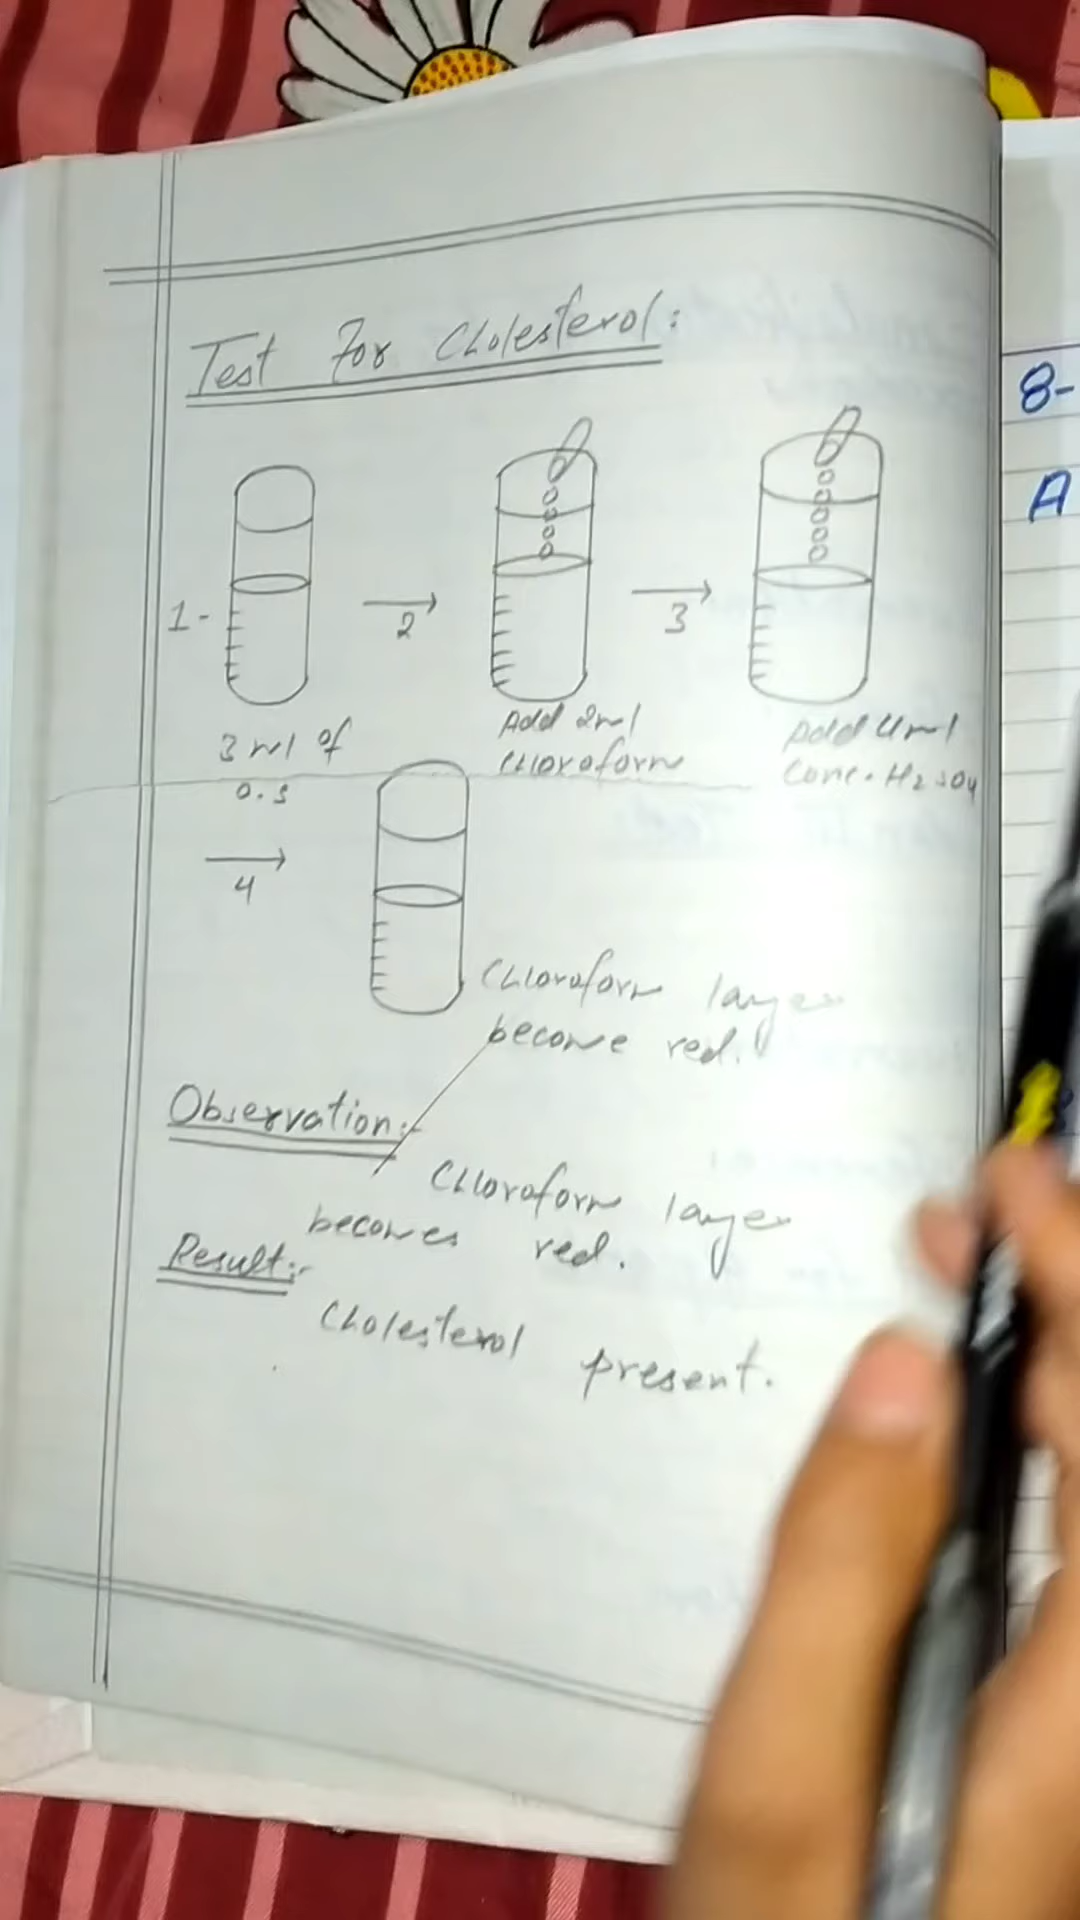 Test For Cholesterol:
1-
2
3
3 ml of
0.s
Add 2ml
Chloroform
Add 4ml
Conc. H2SO4
4
Chloroform layer
become red.
Observation:-
Chloroform layer
becomes red.
Result:-
Cholesterol present.
8-
A